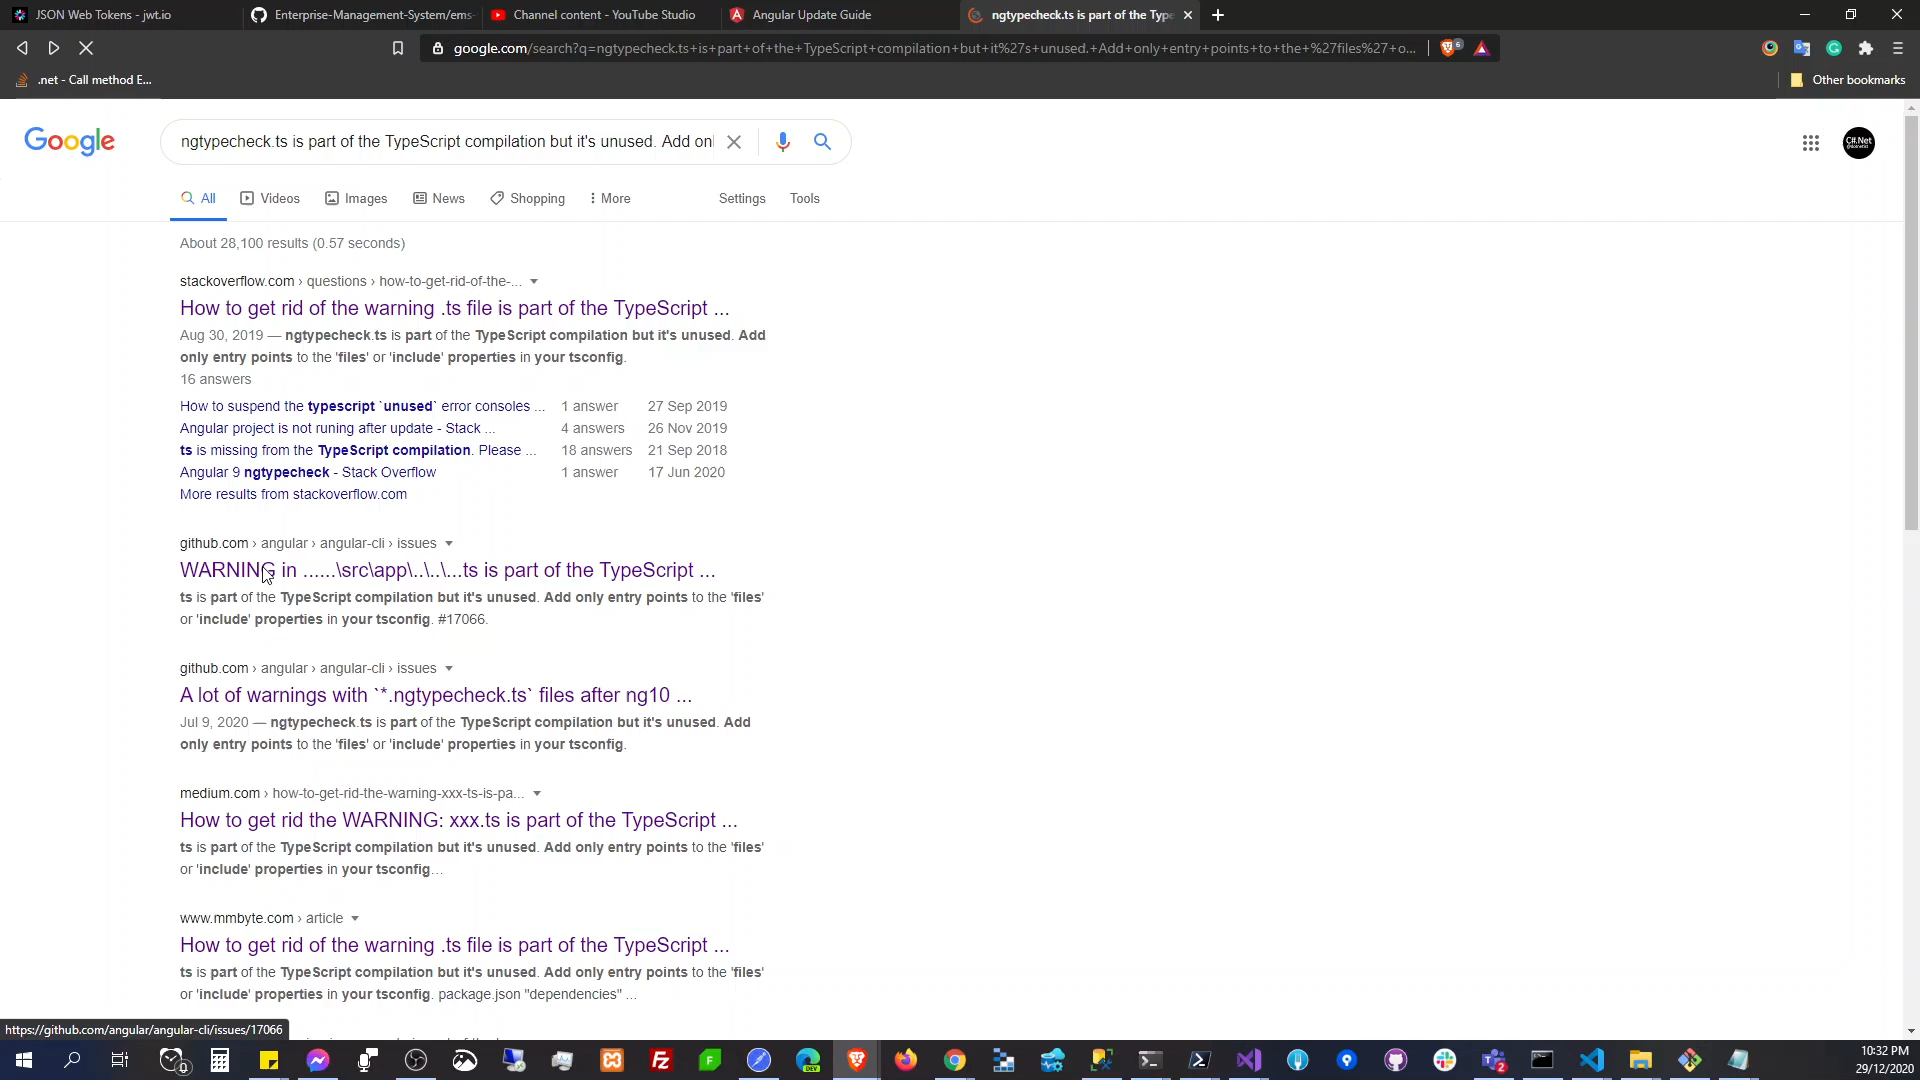 JSON Web Tokens - jwt.io
Enterprise-Management-System/ems-
Channel content - YouTube Studio
Angular Update Guide
ngtypecheck.ts is part of the Type
google.com/search?q=ngtypecheck.ts+is+part+of+the+TypeScript+compilation+but+it%27s+unused.+Add+only+entry+points+to+the+%27files%27+o...
6
.net - Call method E...
Other bookmarks
Google
ngtypecheck.ts is part of the TypeScript compilation but it's unused. Add onl
C#.Net
All
Videos
Images
News
Shopping
More
Settings
Tools
About 28,100 results (0.57 seconds)
stackoverflow.com › questions › how-to-get-rid-of-the-...
How to get rid of the warning .ts file is part of the TypeScript ...
Aug 30, 2019 — ngtypecheck.ts is part of the TypeScript compilation but it's unused. Add
only entry points to the 'files' or 'include' properties in your tsconfig.
16 answers
How to suspend the typescript `unused` error consoles ... 1 answer 27 Sep 2019
Angular project is not runing after update - Stack ... 4 answers 26 Nov 2019
ts is missing from the TypeScript compilation. Please ... 18 answers 21 Sep 2018
Angular 9 ngtypecheck - Stack Overflow 1 answer 17 Jun 2020
More results from stackoverflow.com
github.com › angular › angular-cli › issues
WARNING in ......\src\app\..\..\...ts is part of the TypeScript ...
ts is part of the TypeScript compilation but it's unused. Add only entry points to the 'files'
or 'include' properties in your tsconfig. #17066.
github.com › angular › angular-cli › issues
A lot of warnings with `*.ngtypecheck.ts` files after ng10 ...
Jul 9, 2020 — ngtypecheck.ts is part of the TypeScript compilation but it's unused. Add
only entry points to the 'files' or 'include' properties in your tsconfig.
medium.com › how-to-get-rid-the-warning-xxx-ts-is-pa...
How to get rid the WARNING: xxx.ts is part of the TypeScript ...
ts is part of the TypeScript compilation but it's unused. Add only entry points to the 'files'
or 'include' properties in your tsconfig...
www.mmbyte.com › article
How to get rid of the warning .ts file is part of the TypeScript ...
ts is part of the TypeScript compilation but it's unused. Add only entry points to the 'files'
or 'include' properties in your tsconfig. package.json "dependencies" ...
https://github.com/angular/angular-cli/issues/17066
10:32 PM
29/12/2020